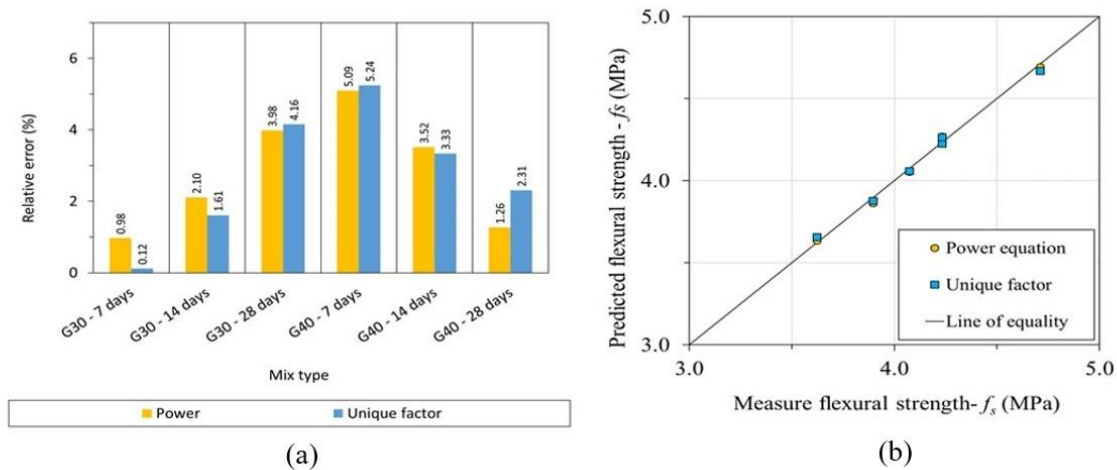 6
4
2
0
Relative error (%)
0.98
0.12
2.10
1.61
3.98
4.16
5.09
5.24
3.52
3.33
1.26
2.31
G30 - 7 days
G30 - 14 days
G30 - 28 days
G40 - 7 days
G40 - 14 days
G40 - 28 days
Mix type
Power
Unique factor
(a)
5.0
4.0
3.0
Predicted flexural strength - fs (MPa)
Power equation
Unique factor
Line of equality
3.0
4.0
5.0
Measure flexural strength- fs (MPa)
(b)